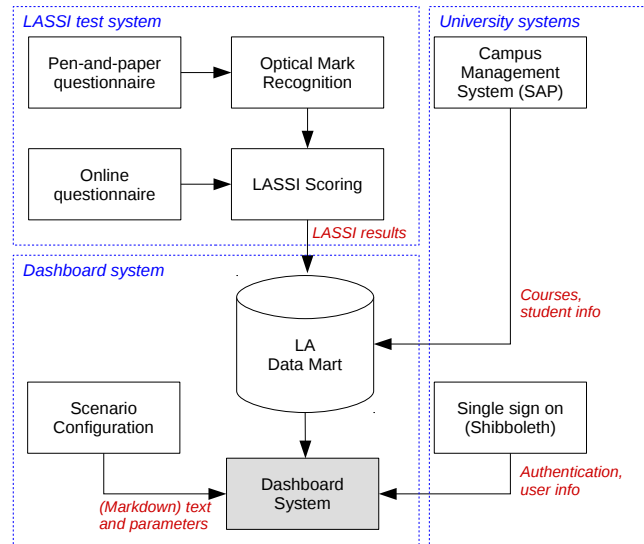 LASSI test system
University systems
Pen-and-paper
questionnaire
Optical Mark
Recognition
Campus
Management
System (SAP)
Online
questionnaire
LASSI Scoring
LASSI results
Dashboard system
LA
Data Mart
Courses,
student info
Scenario
Configuration
Single sign on
(Shibboleth)
Dashboard
System
(Markdown) text
and parameters
Authentication,
user info